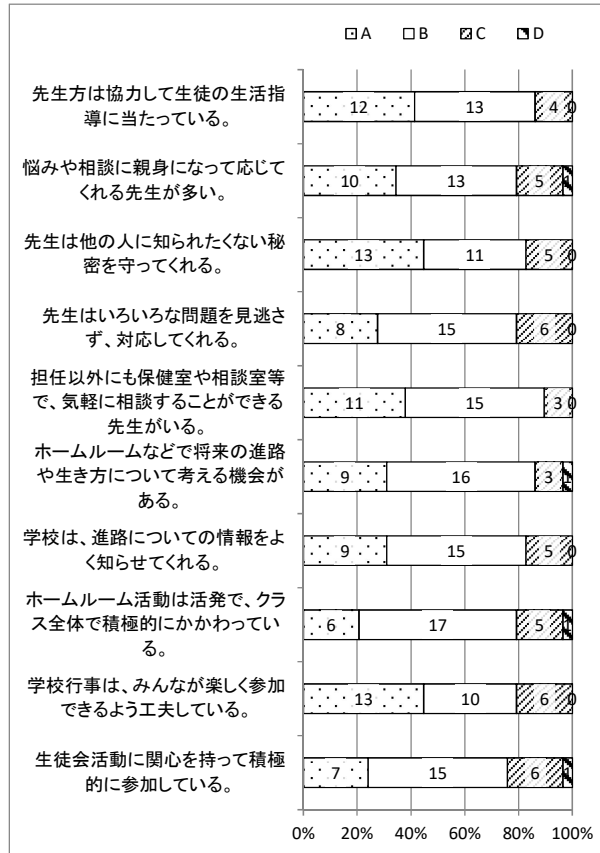 A B C D
先生方は協力して生徒の生活指
導に当たっている。
12 13 4 0
悩みや相談に親身になって応じて
くれる先生が多い。
10 13 5 1
先生は他の人に知られたくない秘
密を守ってくれる。
13 11 5 0
先生はいろいろな問題を見逃さ
ず、対応してくれる。
8 15 6 0
担任以外にも保健室や相談室等
で、気軽に相談することができる
先生がいる。
11 15 3 0
ホームルームなどで将来の進路
や生き方について考える機会が
ある。
9 16 3 1
学校は、進路についての情報をよ
く知らせてくれる。
9 15 5 0
ホームルーム活動は活発で、クラ
ス全体で積極的にかかわってい
る。
6 17 5 1
学校行事は、みんなが楽しく参加
できるよう工夫している。
13 10 6 0
生徒会活動に関心を持って積極
的に参加している。
7 15 6 1
0% 20% 40% 60% 80% 100%